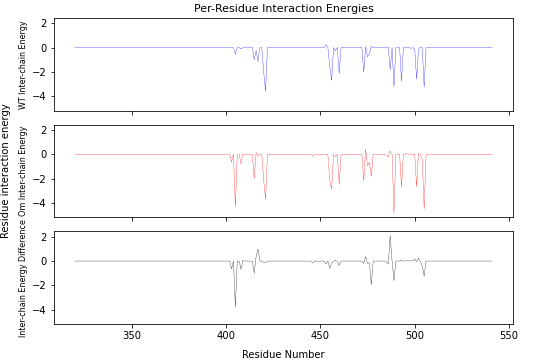 Per-Residue Interaction Energies
Residue interaction energy
WT Inter-chain Energy
2
0
−2
−4
Om Inter-chain Energy
2
0
−2
−4
Inter-chain Energy Difference
2
0
−2
−4
350
400
450
500
550
Residue Number